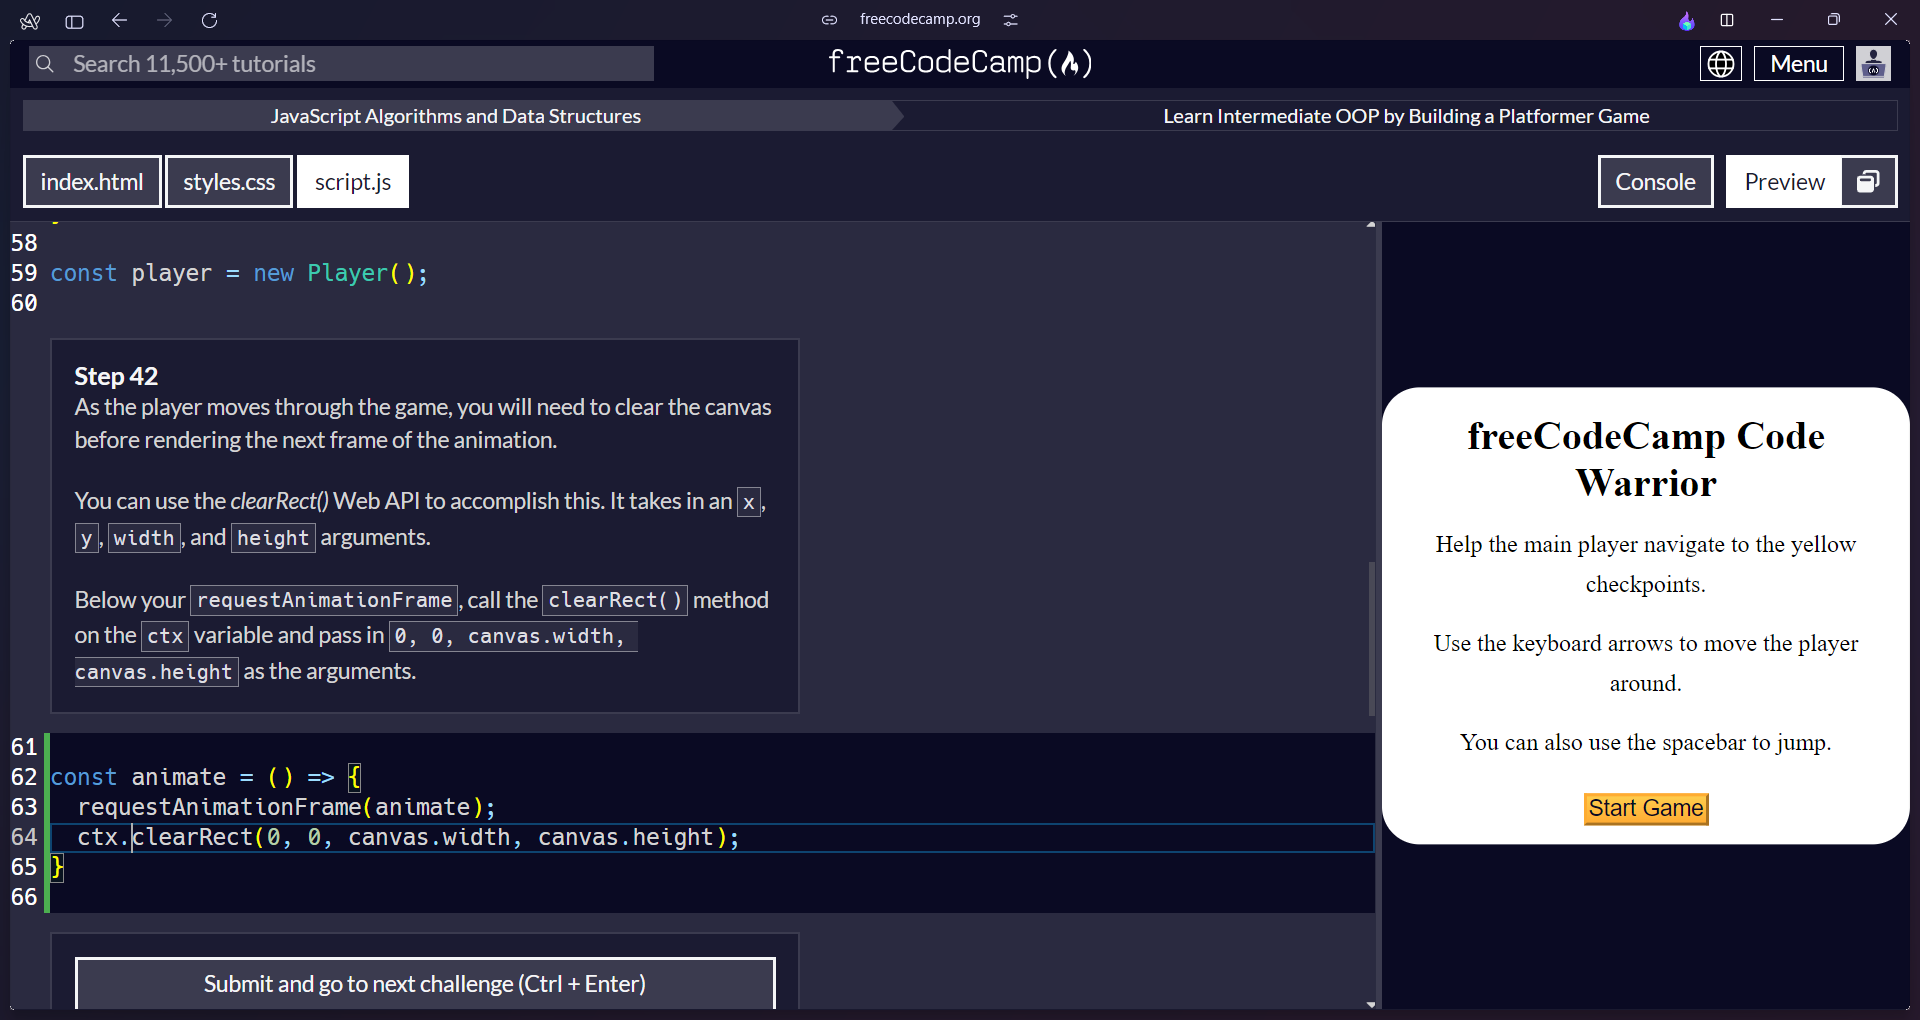 freecodecamp.org
Search 11,500+ tutorials
freeCodeCamp
Menu
JavaScript Algorithms and Data Structures
Learn Intermediate OOP by Building a Platformer Game
index.html
styles.css
script.js
Console
Preview
58
59 const player = new Player();
60
Step 42
As the player moves through the game, you will need to clear the canvas
before rendering the next frame of the animation.
You can use the clearRect() Web API to accomplish this. It takes in an x,
y, width, and height arguments.
Below your requestAnimationFrame, call the clearRect() method
on the ctx variable and pass in 0, 0, canvas.width,
canvas.height as the arguments.
61
62 const animate = () => {
63   requestAnimationFrame(animate);
64   ctx.clearRect(0, 0, canvas.width, canvas.height);
65 }
66
Submit and go to next challenge (Ctrl + Enter)
freeCodeCamp Code
Warrior
Help the main player navigate to the yellow
checkpoints.
Use the keyboard arrows to move the player
around.
You can also use the spacebar to jump.
Start Game